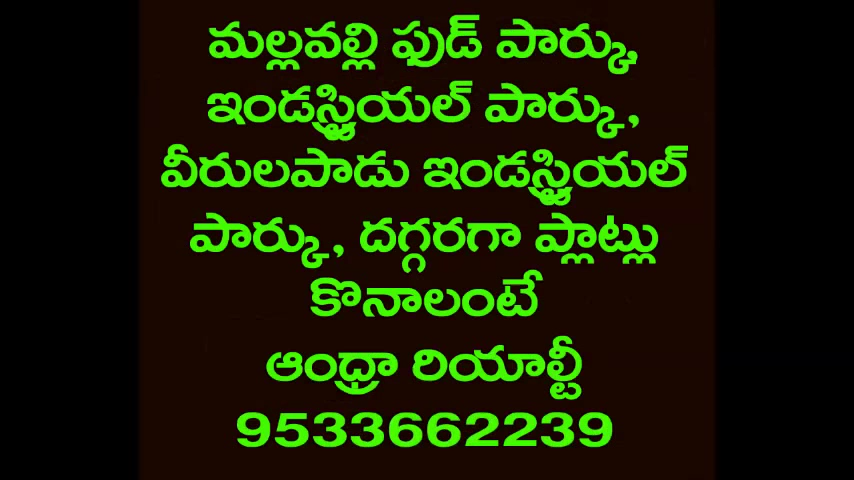 మల్లవల్లి ఫుడ్ పార్కు,
ఇండస్ట్రియల్ పార్కు,
వీరులపాడు ఇండస్ట్రియల్
పార్కు, దగ్గరగా ప్లాట్లు
కొనాలంటే
ఆంధ్రా రియాల్టీ
9533662239